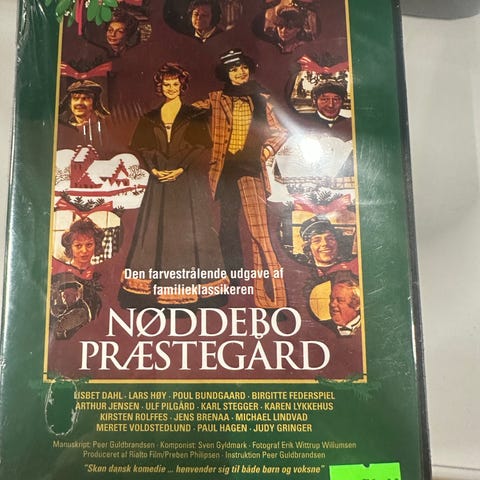 Den farvestrålende udgave af
familieklassikeren
NØDDEBO
PRÆSTEGÅRD
LISBET DAHL - LARS HØY - POUL BUNDGAARD - BIRGITTE FEDERSPIEL
ARTHUR JENSEN - ULF PILGÅRD - KARL STEGGER - KAREN LYKKEHUS
KIRSTEN ROLFFES - JENS BRENAA - MICHAEL LINDVAD
MERETE VOLDSTEDLUND - PAUL HAGEN - JUDY GRINGER
Manuskript: Peer Guldbrandsen - Komponist: Sven Gyldmark - Fotograf Erik Wittrup Willumsen
Produceret af Rialto Film/Preben Philipsen - Instruktion Peer Guldbrandsen
"Skøn dansk komedie ... henvender sig til både børn og voksne"